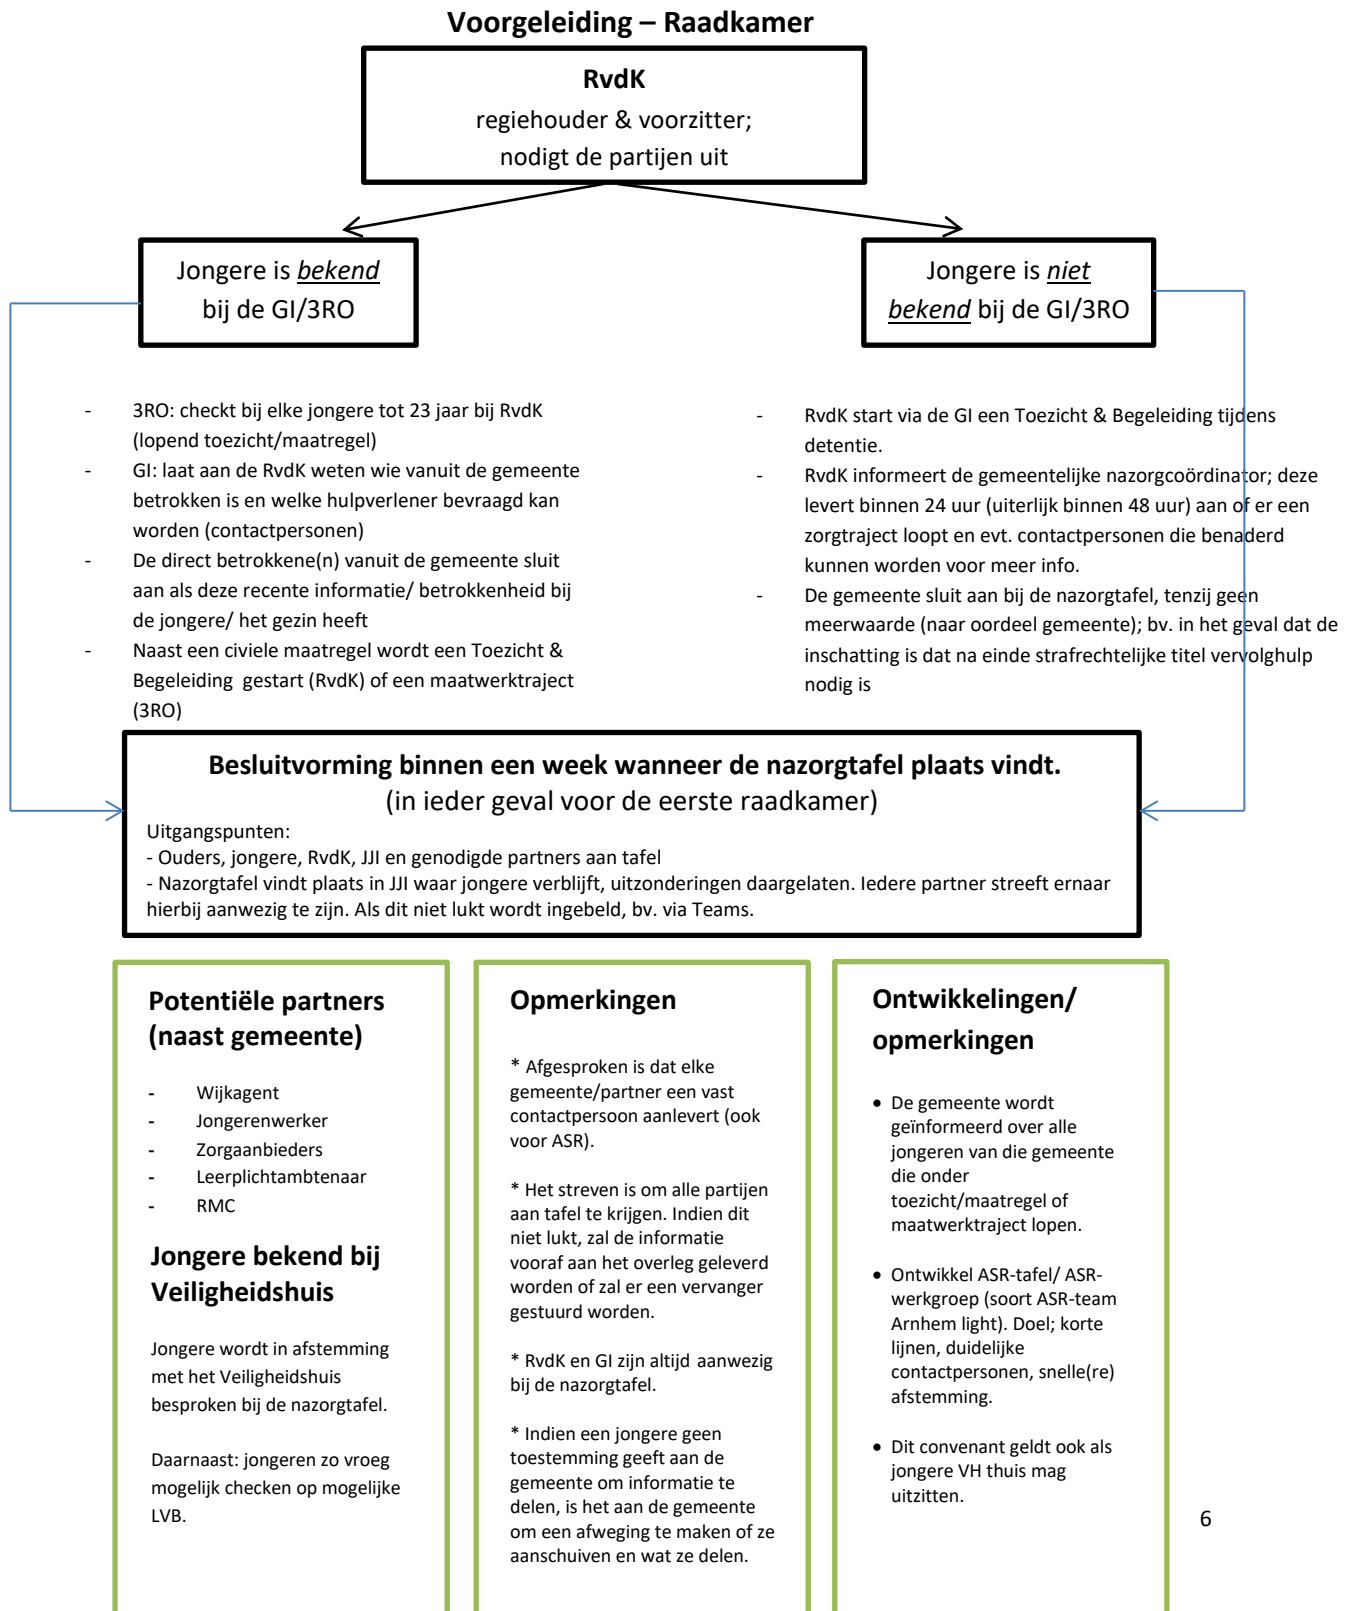 Voorgeleiding – Raadkamer
RvdK
regiehouder & voorzitter;
nodigt de partijen uit
Jongere is bekend
bij de GI/3RO
Jongere is niet
bekend bij de GI/3RO
- 3RO: checkt bij elke jongere tot 23 jaar bij RvdK
(lopend toezicht/maatregel)
- GI: laat aan de RvdK weten wie vanuit de gemeente
betrokken is en welke hulpverlener bevraagd kan
worden (contactpersonen)
- De direct betrokkene(n) vanuit de gemeente sluit
aan als deze recente informatie/ betrokkenheid bij
de jongere/ het gezin heeft
- Naast een civiele maatregel wordt een Toezicht &
Begeleiding gestart (RvdK) of een maatwerktraject
(3RO)
- RvdK start via de GI een Toezicht & Begeleiding tijdens
detentie.
- RvdK informeert de gemeentelijke nazorgcoördinator; deze
levert binnen 24 uur (uiterlijk binnen 48 uur) aan of er een
zorgtraject loopt en evt. contactpersonen die benaderd
kunnen worden voor meer info.
- De gemeente sluit aan bij de nazorgtafel, tenzij geen
meerwaarde (naar oordeel gemeente); bv. in het geval dat de
inschatting is dat na einde strafrechtelijke titel vervolghulp
nodig is
Besluitvorming binnen een week wanneer de nazorgtafel plaats vindt.
(in ieder geval voor de eerste raadkamer)
Uitgangspunten:
- Ouders, jongere, RvdK, JJI en genodigde partners aan tafel
- Nazorgtafel vindt plaats in JJI waar jongere verblijft, uitzonderingen daargelaten. Iedere partner streeft ernaar
hierbij aanwezig te zijn. Als dit niet lukt wordt ingebeld, bv. via Teams.
Potentiële partners
(naast gemeente)
- Wijkagent
- Jongerenwerker
- Zorgaanbieders
- Leerplichtambtenaar
- RMC
Jongere bekend bij
Veiligheidshuis
Jongere wordt in afstemming
met het Veiligheidshuis
besproken bij de nazorgtafel.
Daarnaast: jongeren zo vroeg
mogelijk checken op mogelijke
LVB.
Opmerkingen
* Afgesproken is dat elke
gemeente/partner een vast
contactpersoon aanlevert (ook
voor ASR).
* Het streven is om alle partijen
aan tafel te krijgen. Indien dit
niet lukt, zal de informatie
vooraf aan het overleg geleverd
worden of zal er een vervanger
gestuurd worden.
* RvdK en GI zijn altijd aanwezig
bij de nazorgtafel.
* Indien een jongere geen
toestemming geeft aan de
gemeente om informatie te
delen, is het aan de gemeente
om een afweging te maken of ze
aanschuiven en wat ze delen.
Ontwikkelingen/
opmerkingen
• De gemeente wordt
geïnformeerd over alle
jongeren van die gemeente
die onder
toezicht/maatregel of
maatwerktraject lopen.
• Ontwikkel ASR-tafel/ ASR-
werkgroep (soort ASR-team
Arnhem light). Doel; korte
lijnen, duidelijke
contactpersonen, snelle(re)
afstemming.
• Dit convenant geldt ook als
jongere VH thuis mag
uitzitten.
6